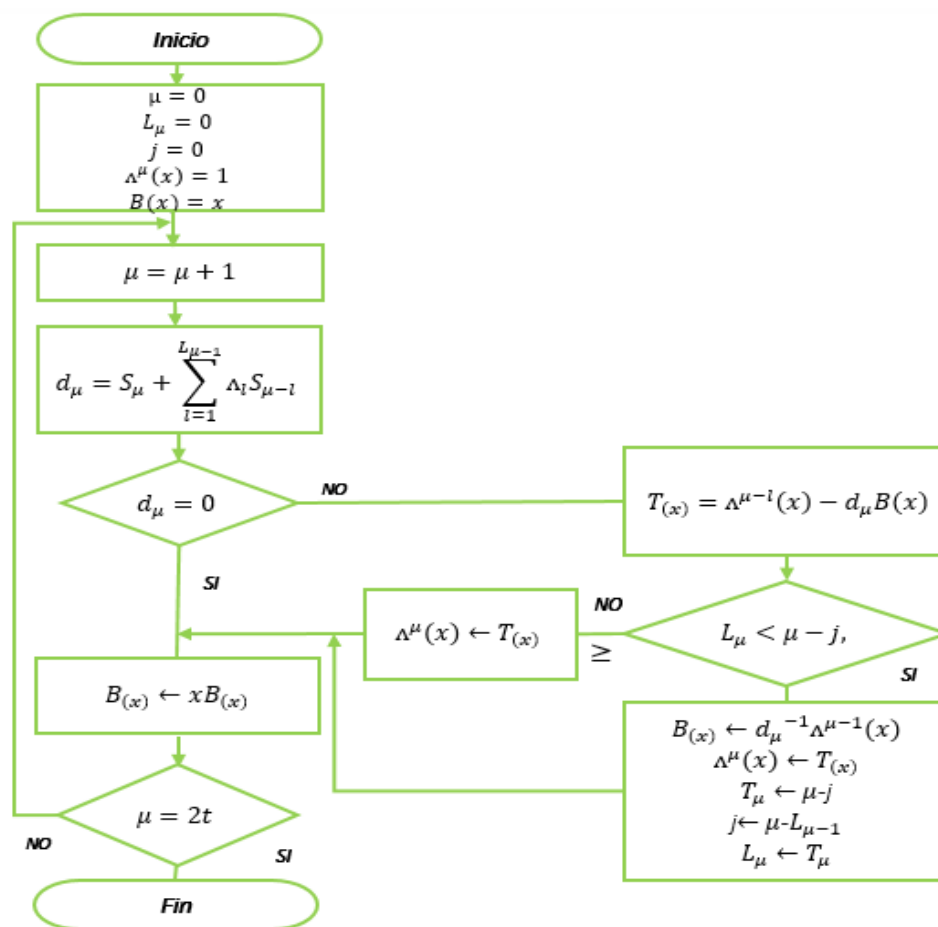 Inicio
μ = 0
L_μ = 0
j = 0
ʌ^μ(x) = 1
B(x) = x
μ = μ + 1
d_μ = S_μ + ∑_{l=1}^{L_{μ-1}} ʌ_l S_{μ-l}
d_μ = 0
NO
T_(x) = ʌ^{μ-l}(x) − d_μ B(x)
SI
ʌ^μ(x) ← T_(x)
NO
≥
L_μ < μ − j,
SI
B_(x) ← xB_(x)
B_(x) ← d_μ^{-1} ʌ^{μ-1}(x)
ʌ^μ(x) ← T_(x)
T_μ ← μ-j
j← μ-L_{μ-1}
L_μ ← T_μ
μ = 2t
NO
SI
Fin